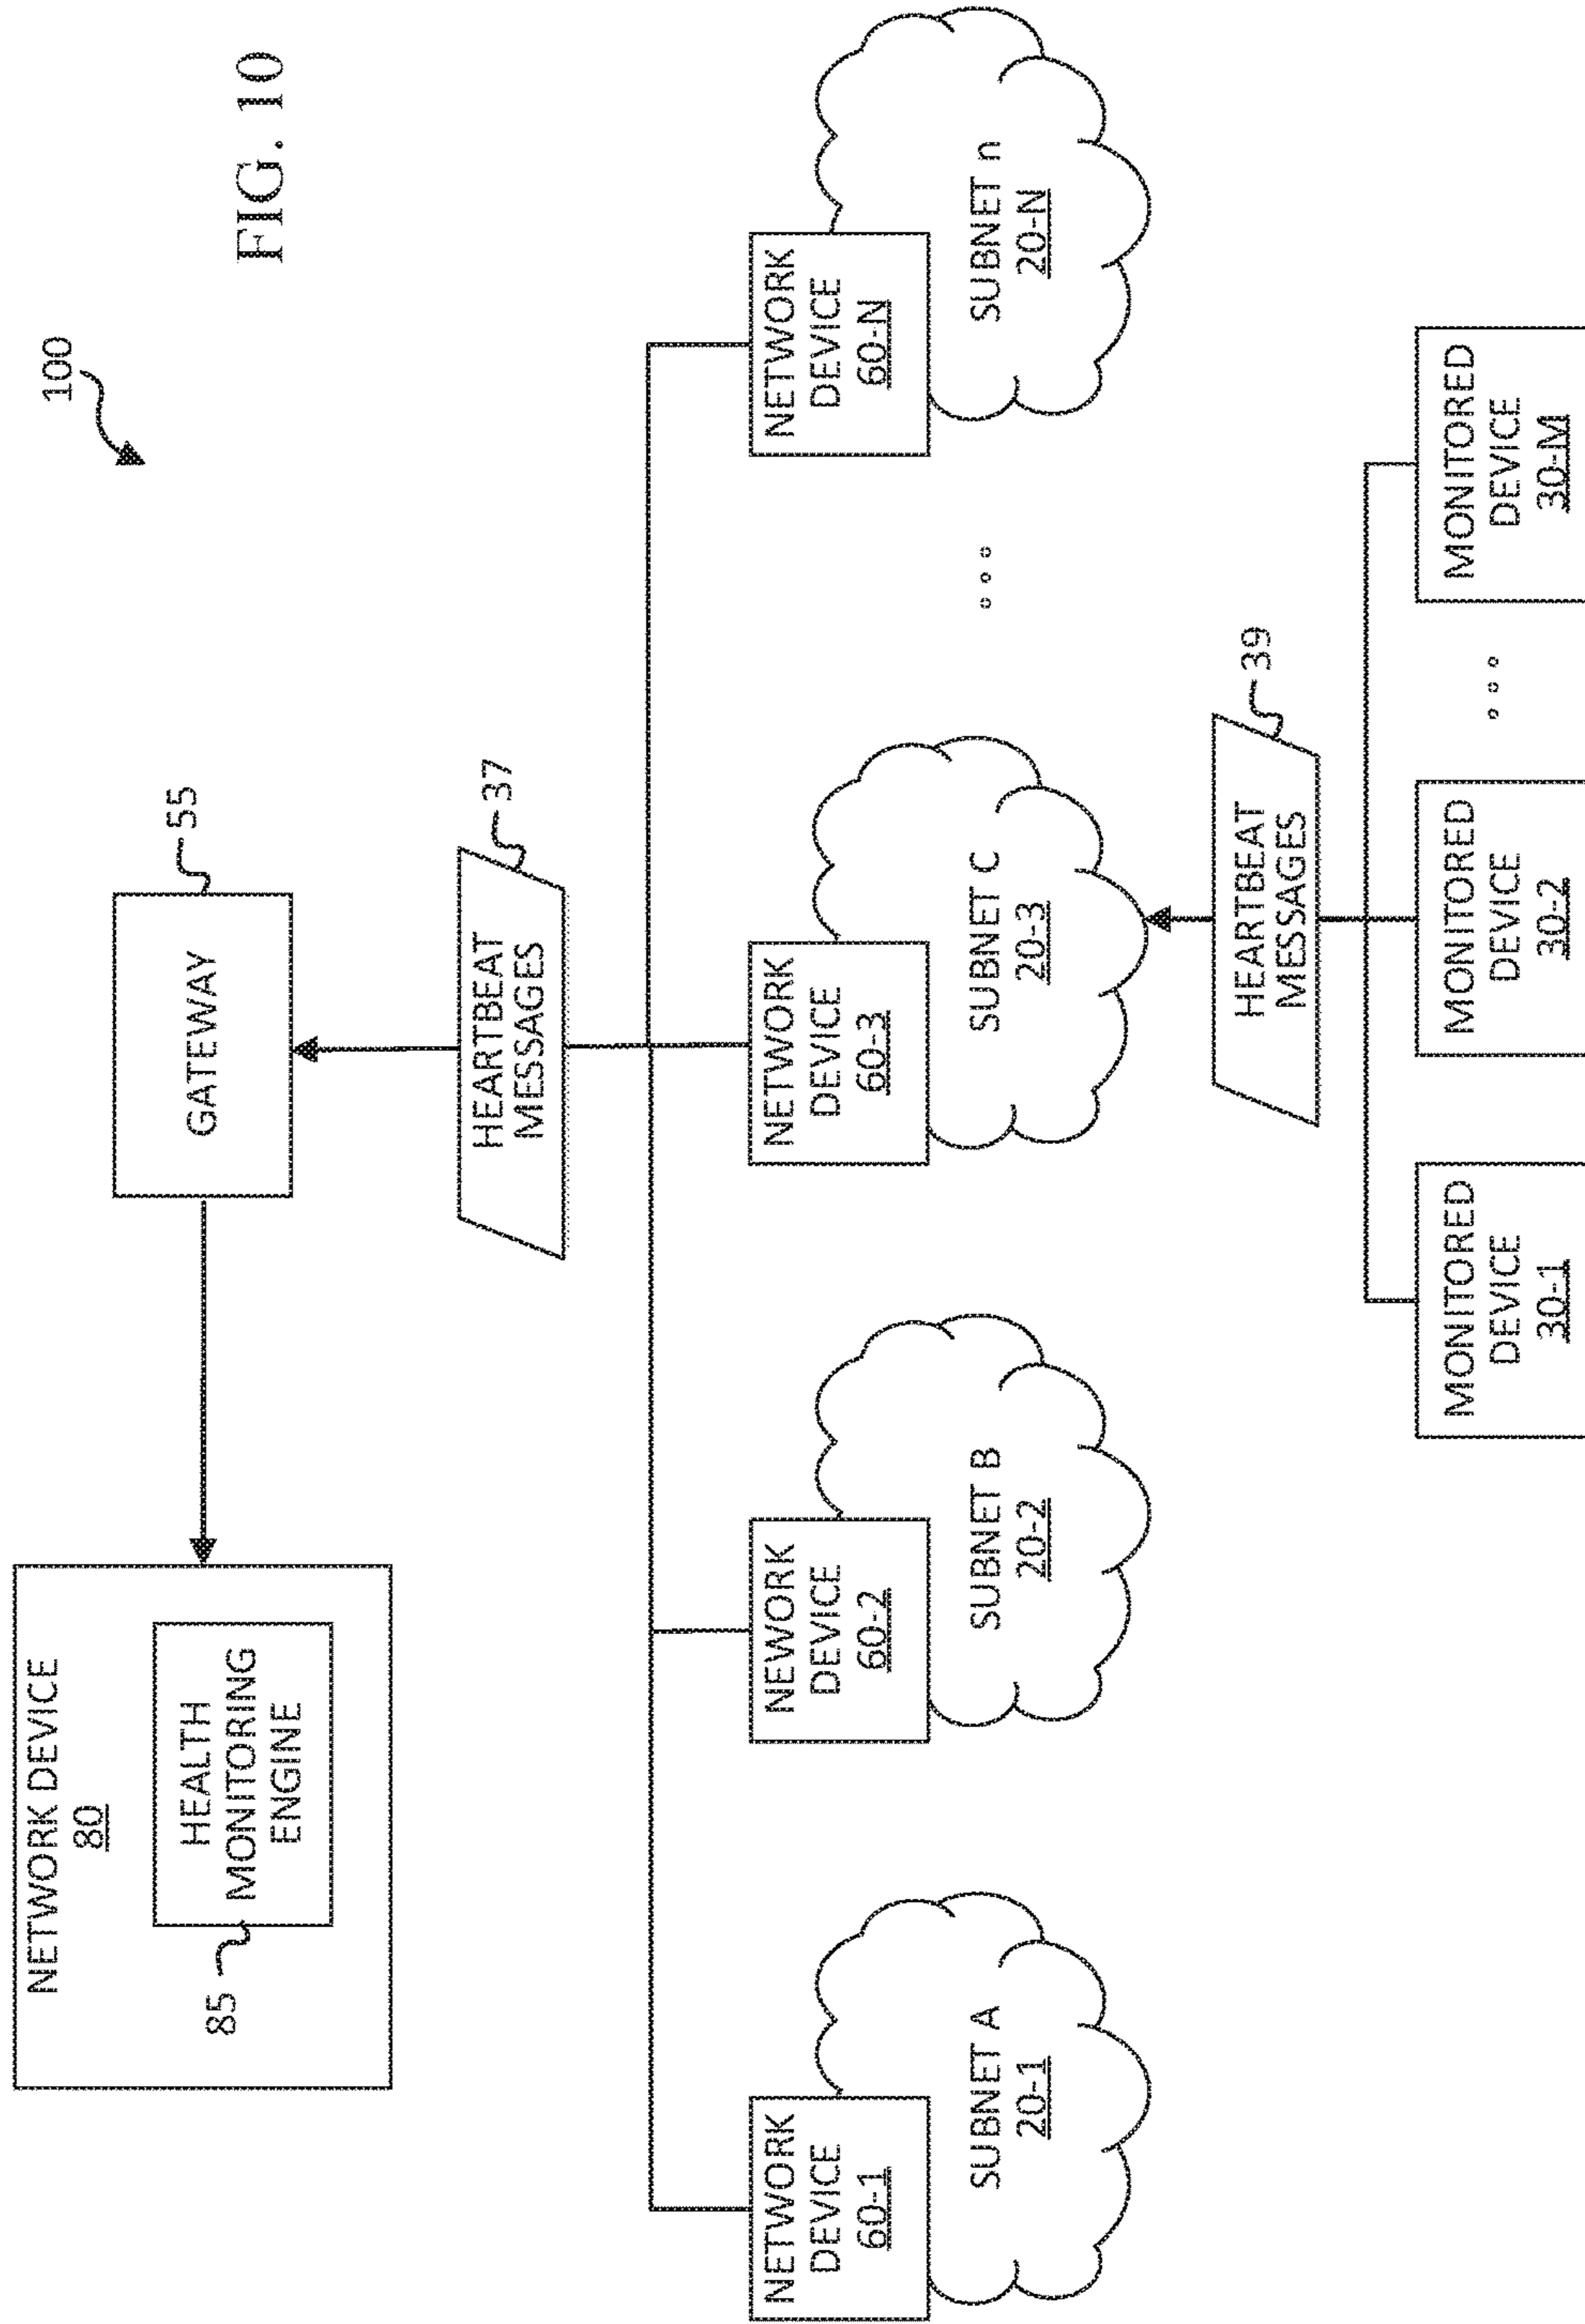 FIG. 10
100
NETWORK DEVICE
80
HEALTH
MONITORING
ENGINE
85
GATEWAY
55
HEARTBEAT
MESSAGES
37
NETWORK
DEVICE
60-1
SUBNET A
20-1
NEWORK
DEVICE
60-2
SUBNET B
20-2
NETWORK
DEVICE
60-3
SUBNET C
20-3
NETWORK
DEVICE
60-N
SUBNET n
20-N
HEARTBEAT
MESSAGES
39
MONITORED
DEVICE
30-1
MONITORED
DEVICE
30-2
MONITORED
DEVICE
30-M